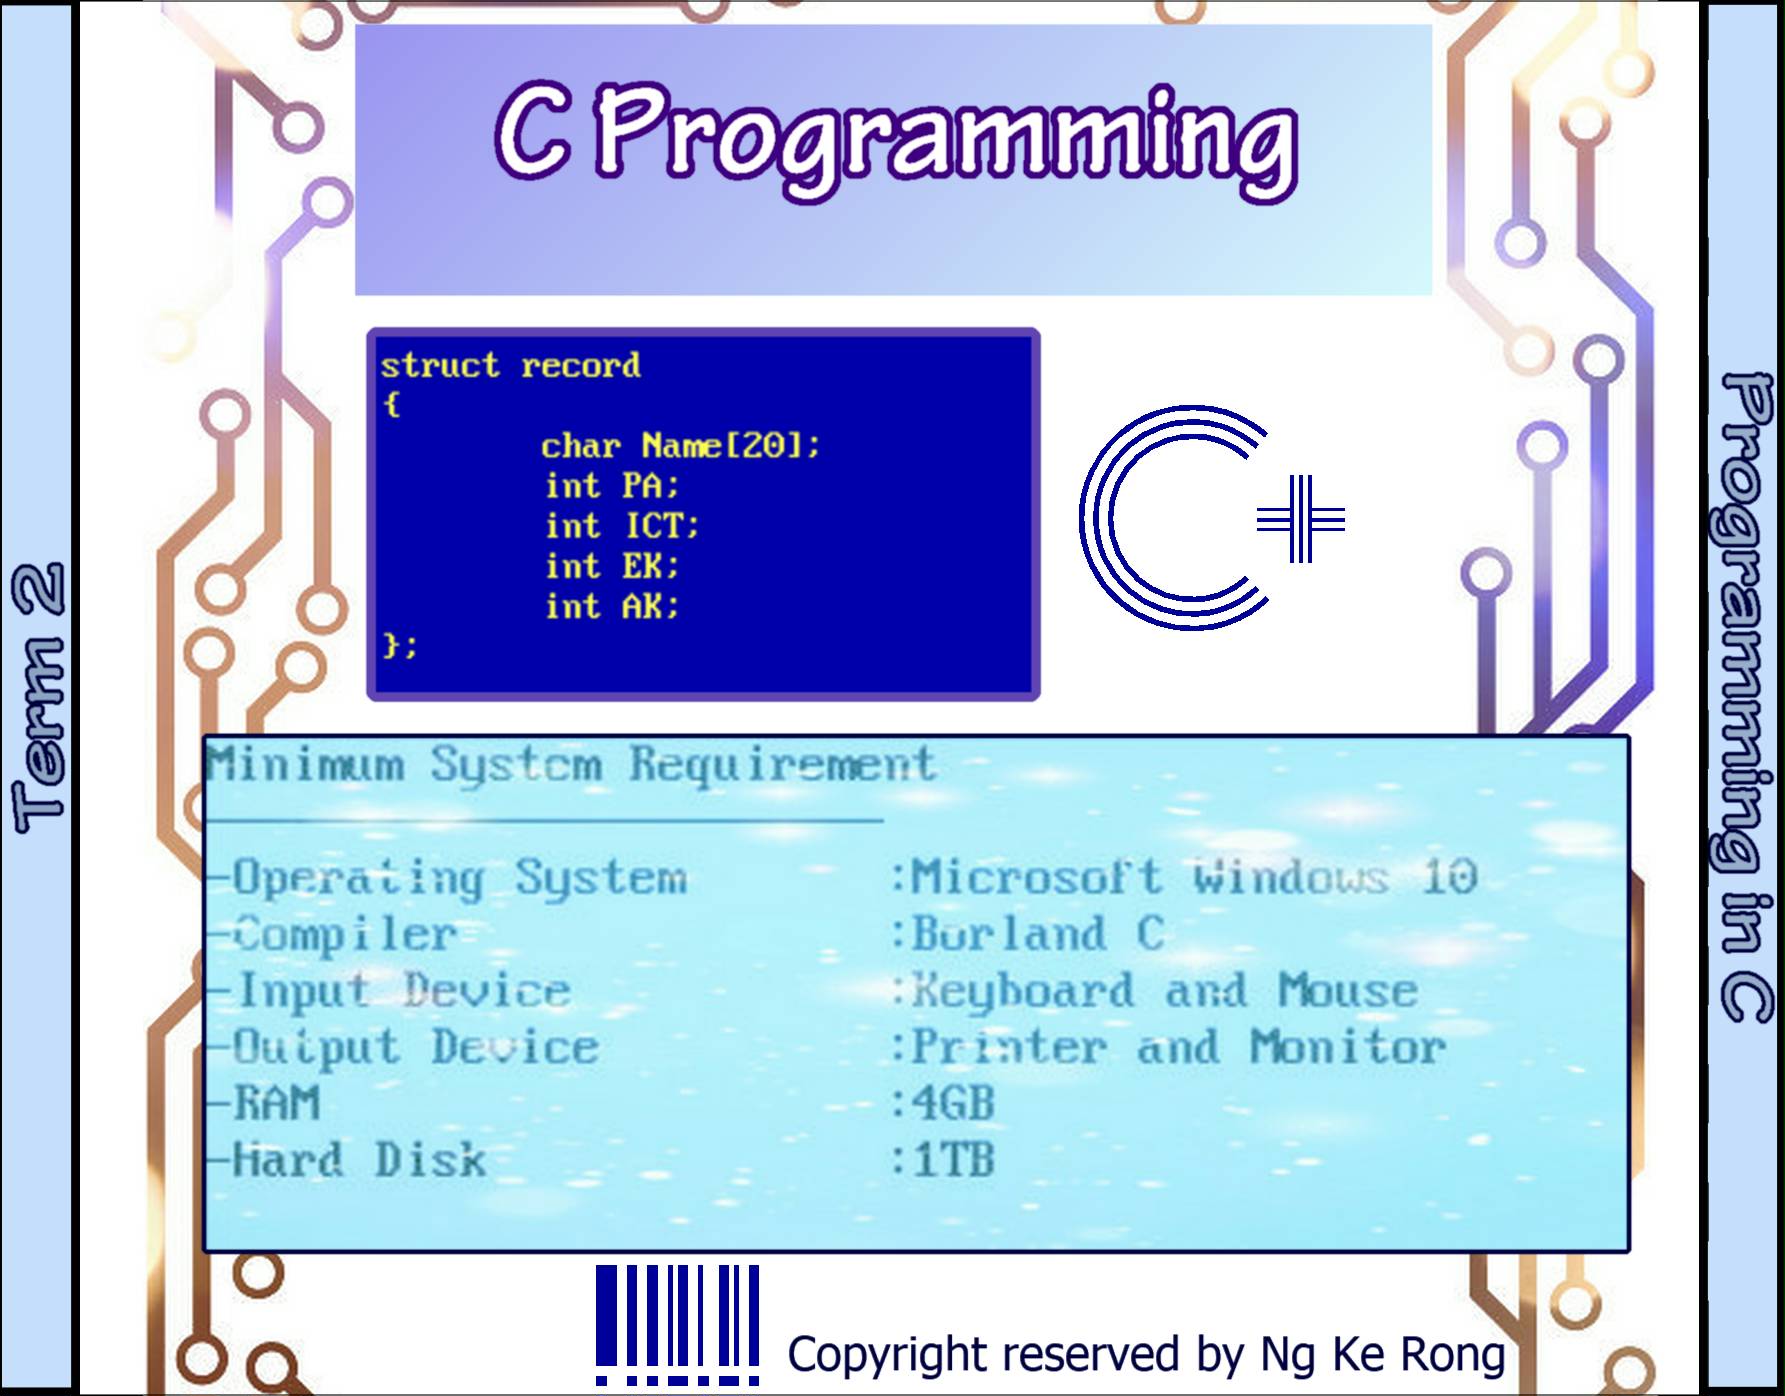 C Programming
struct record
{
char Name[20];
int PA;
int ICT;
int EK;
int AK;
};
C+
Minimum System Requirement
-Operating System :Microsoft Windows 10
-Compiler :Borland C
-Input Device :Keyboard and Mouse
-Output Device :Printer and Monitor
-RAM :4GB
-Hard Disk :1TB
Copyright reserved by Ng Ke Rong
Term 2
Programming in C